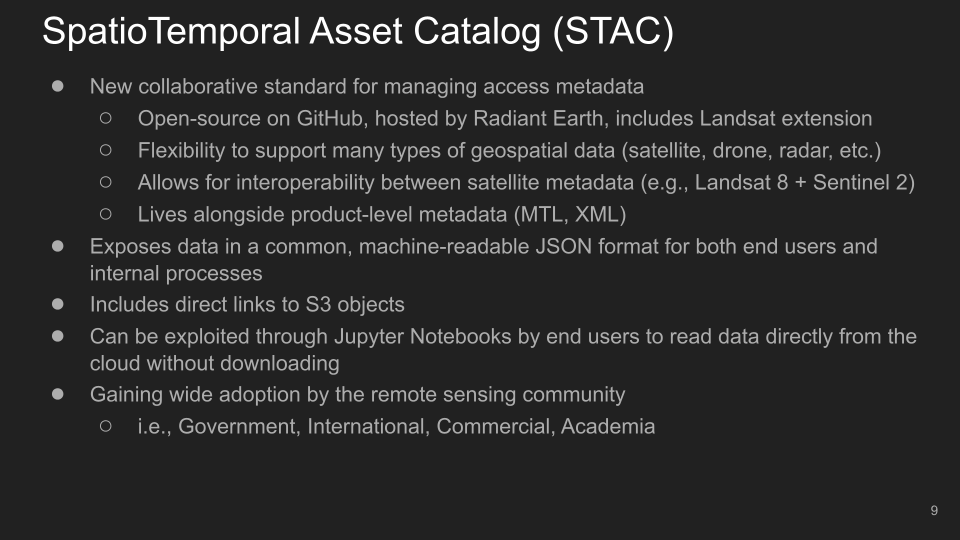 SpatioTemporal Asset Catalog (STAC)
● New collaborative standard for managing access metadata
○ Open-source on GitHub, hosted by Radiant Earth, includes Landsat extension
○ Flexibility to support many types of geospatial data (satellite, drone, radar, etc.)
○ Allows for interoperability between satellite metadata (e.g., Landsat 8 + Sentinel 2)
○ Lives alongside product-level metadata (MTL, XML)
● Exposes data in a common, machine-readable JSON format for both end users and
internal processes
● Includes direct links to S3 objects
● Can be exploited through Jupyter Notebooks by end users to read data directly from the
cloud without downloading
● Gaining wide adoption by the remote sensing community
○ i.e., Government, International, Commercial, Academia
9